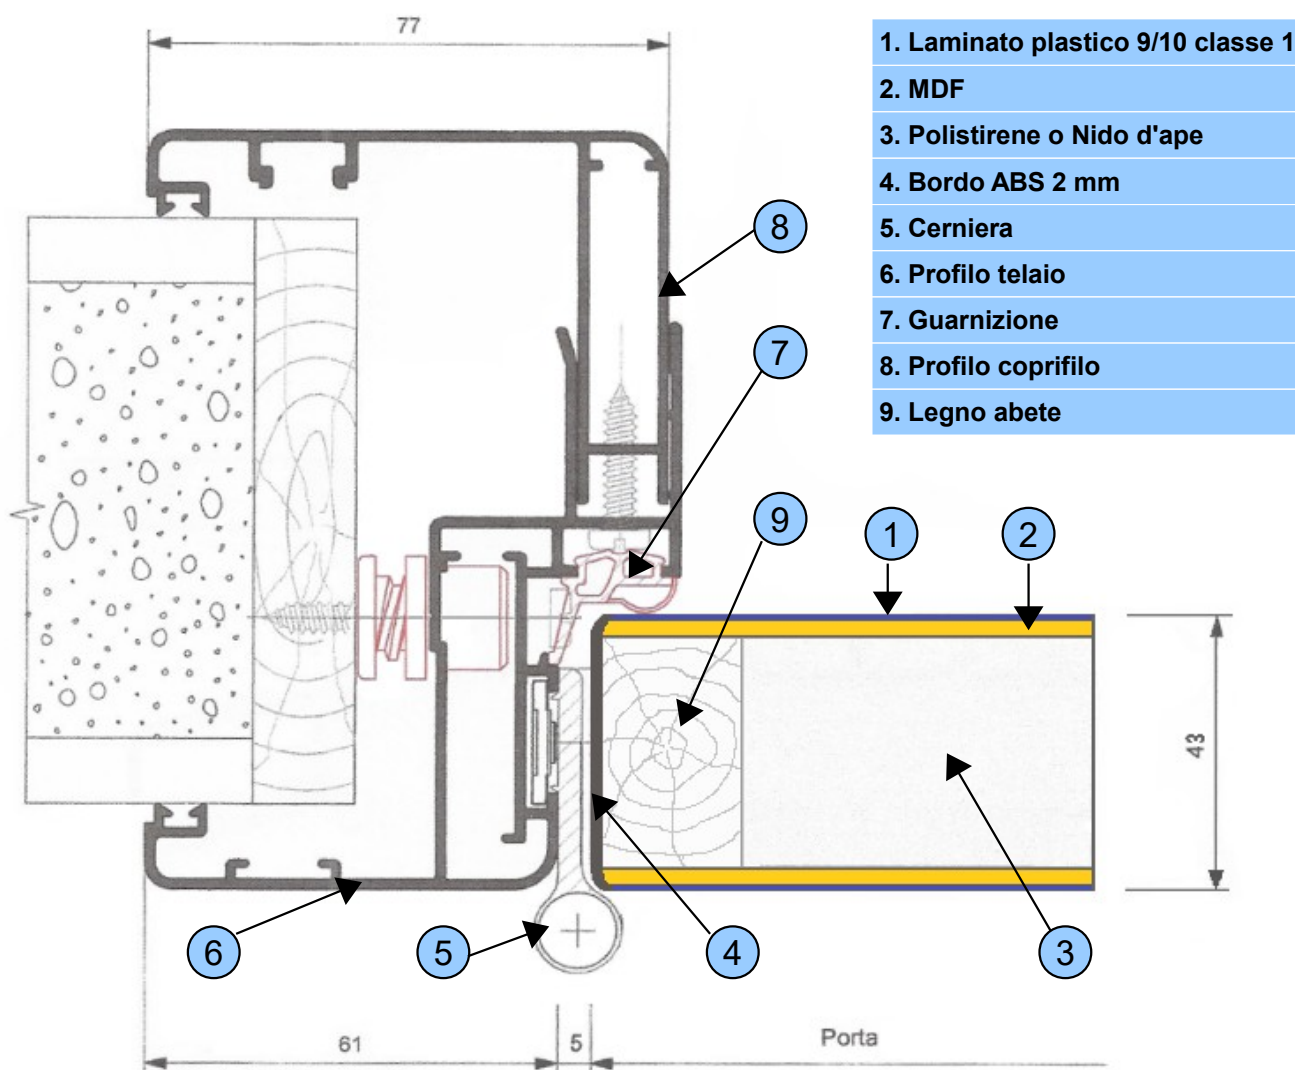 77
1. Laminato plastico 9/10 classe 1
2. MDF
3. Polistirene o Nido d'ape
4. Bordo ABS 2 mm
5. Cerniera
6. Profilo telaio
7. Guarnizione
8. Profilo coprifilo
9. Legno abete
8
7
9
1
2
43
6
5
4
3
61
5
Porta